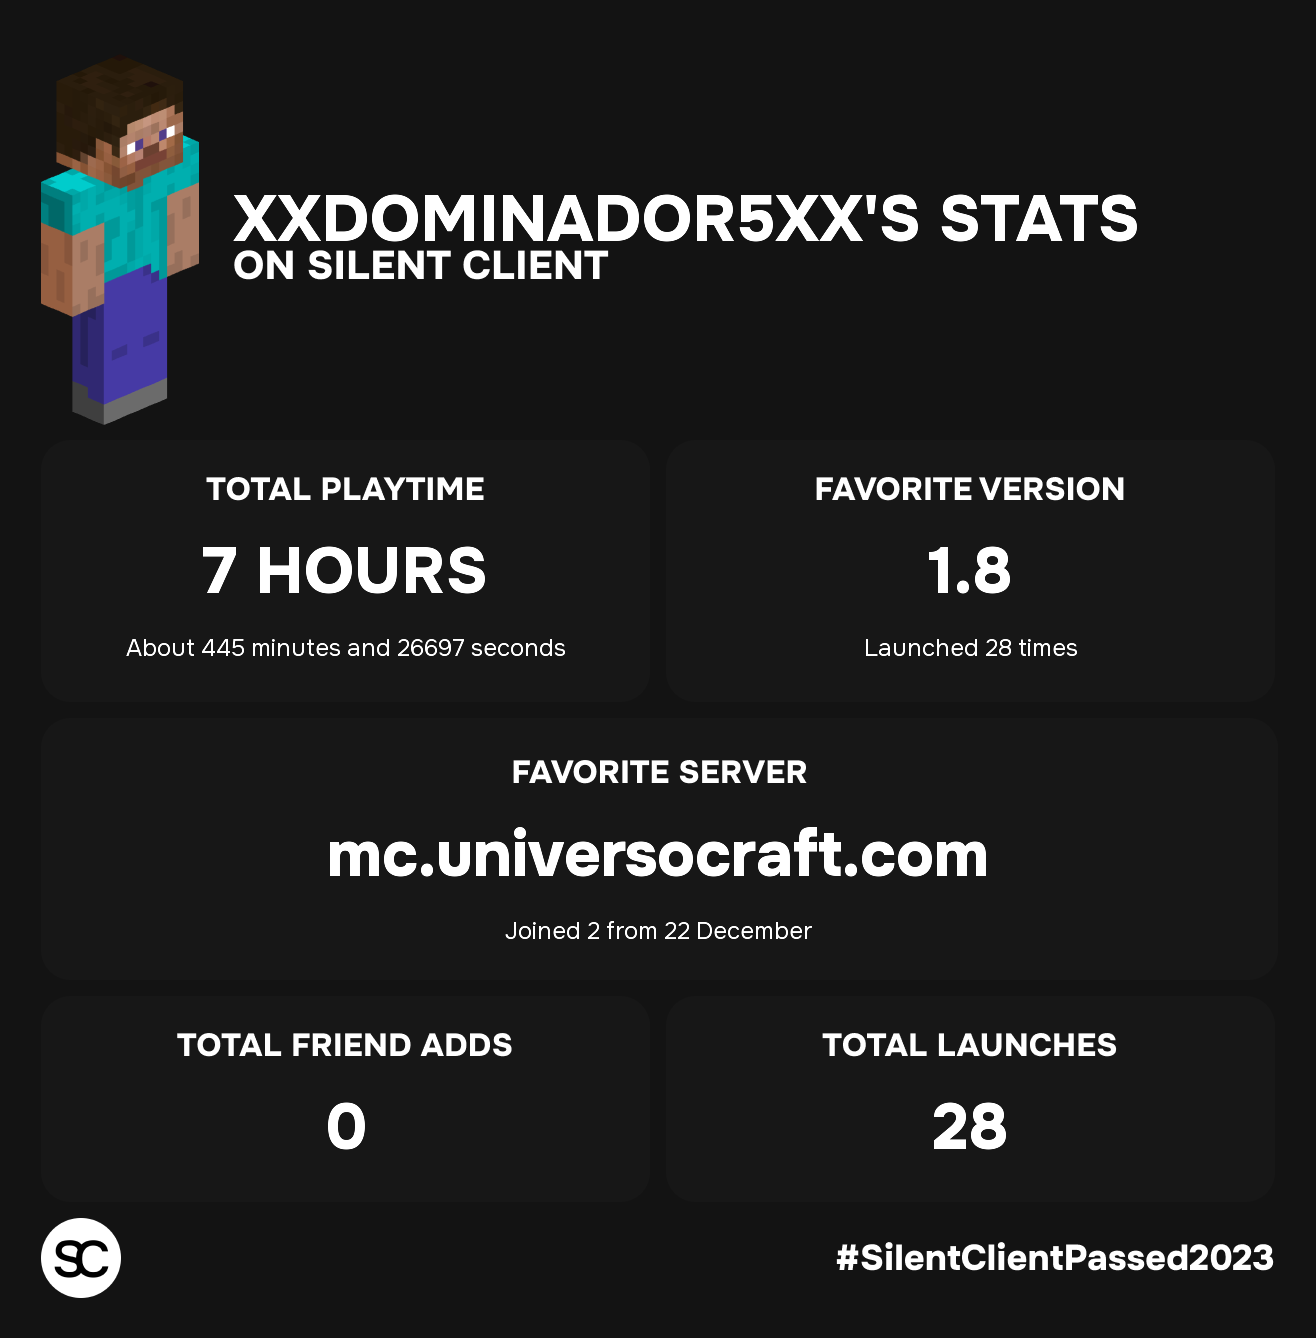 XXDOMINADOR5XX'S STATS
ON SILENT CLIENT
TOTAL PLAYTIME
7 HOURS
About 445 minutes and 26697 seconds
FAVORITE VERSION
1.8
Launched 28 times
FAVORITE SERVER
mc.universocraft.com
Joined 2 from 22 December
TOTAL FRIEND ADDS
0
TOTAL LAUNCHES
28
SC
#SilentClientPassed2023